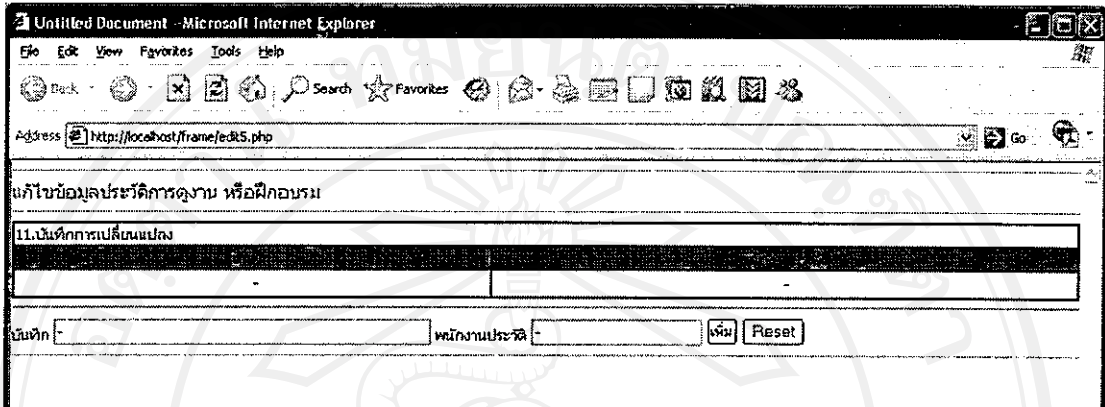 Untitled Document - Microsoft Internet Explorer
File Edit View Favorites Tools Help
Back Search Favorites
Address http://localhost/frame/edit5.php Go
แก้ไขข้อมูลประวัติการดูงาน หรือฝึกอบรม
11.บันทึกการเปลี่ยนแปลง
- -
บันทึก - พนักงานประวัติ - เพิ่ม Reset